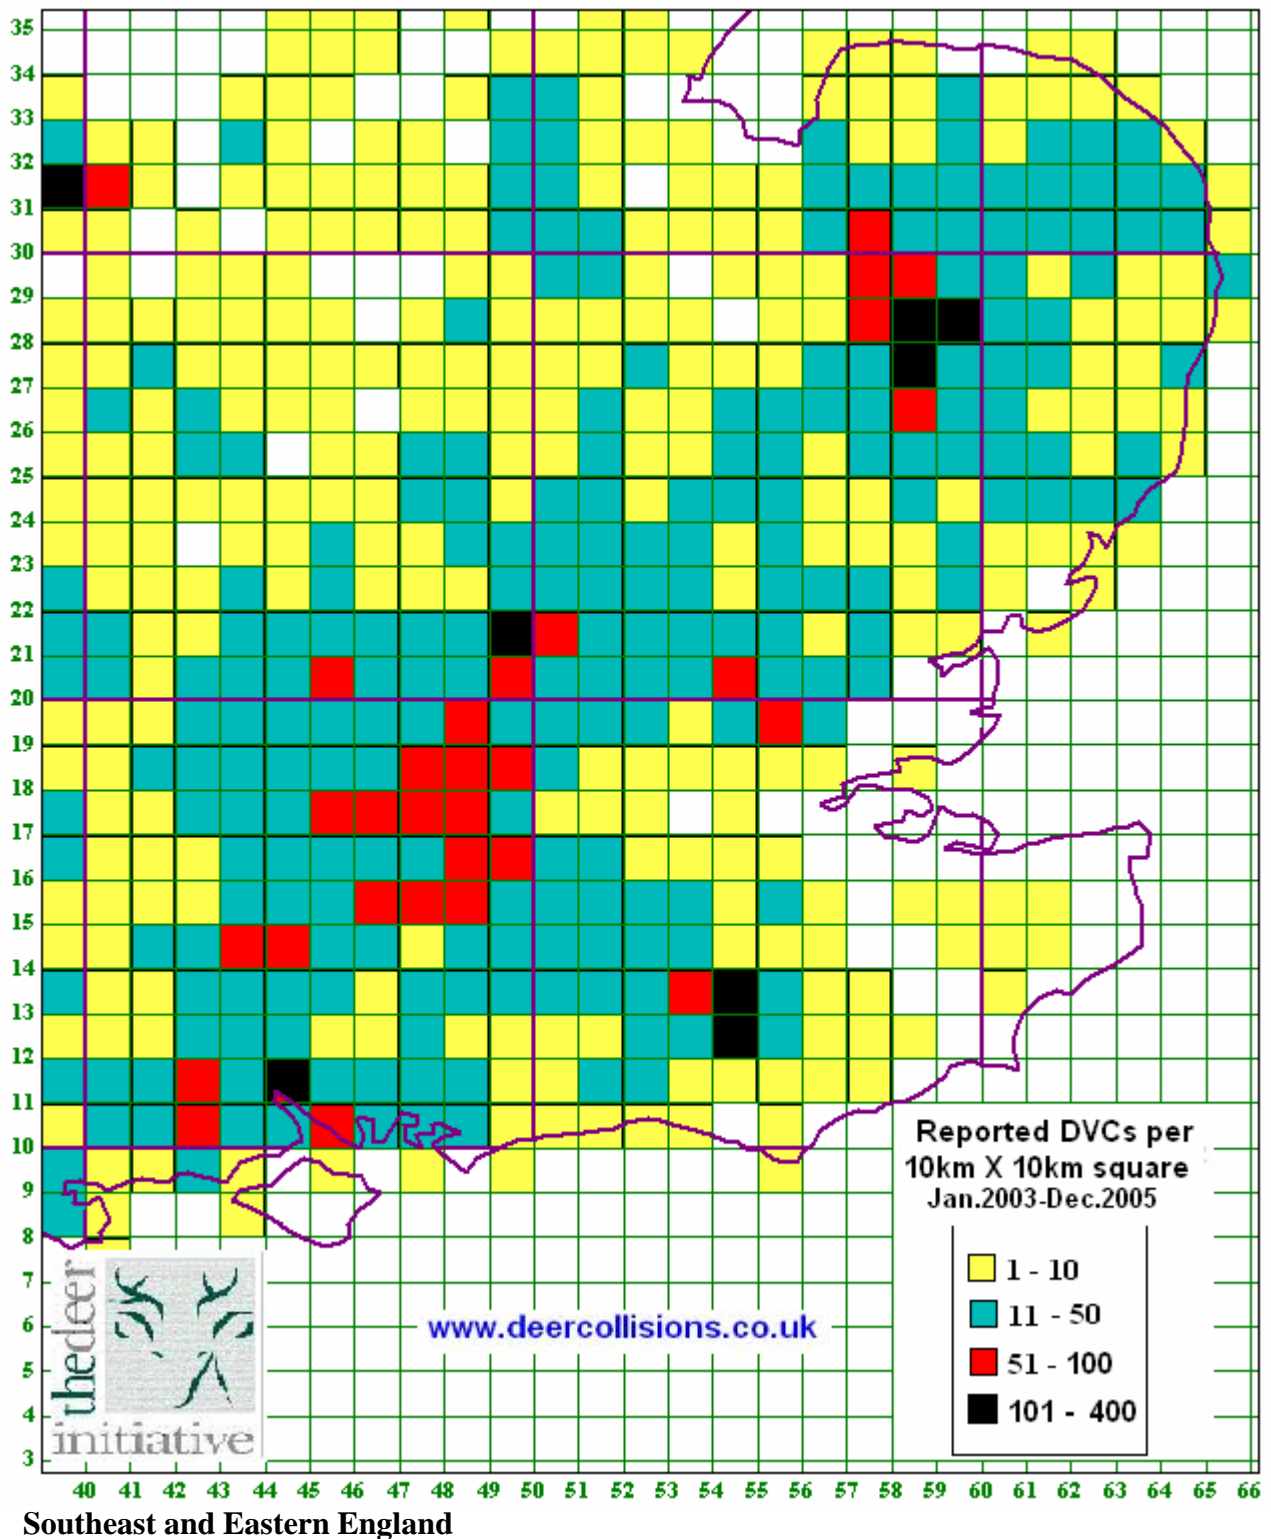 35
34
33
32
31
30
29
28
27
26
25
24
23
22
21
20
19
18
17
16
15
14
13
12
11
10
9
8
7
6
5
4
3
Reported DVCs per
10km X 10km square
Jan.2003-Dec.2005
1 - 10
11 - 50
51 - 100
101 - 400
thedeer
initiative
www.deercollisions.co.uk
40 41 42 43 44 45 46 47 48 49 50 51 52 53 54 55 56 57 58 59 60 61 62 63 64 65 66
Southeast and Eastern England